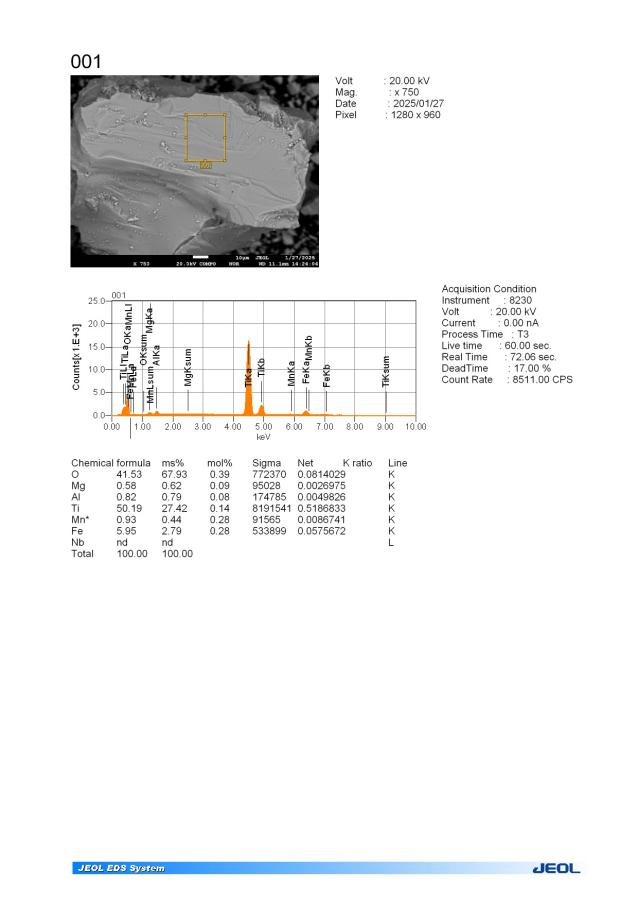 001
Volt : 20.00 kV
Mag. : x 750
Date : 2025/01/27
Pixel : 1280 x 960
001
10µm JEOL 1/27/2025
X 750 20.0kV COMPO NOR WD 11.1mm 14:24:04
Acquisition Condition
Instrument : 8230
Volt : 20.00 kV
Current : 0.00 nA
Process Time : T3
Live time : 60.00 sec.
Real Time : 72.06 sec.
DeadTime : 17.00 %
Count Rate : 8511.00 CPS
001
Counts[x 1.E+3]
25.0
20.0
15.0
10.0
5.0
0.0
TiLl TiLa OKa MnLl
OKsum MgKa
MnLsum AlKa
MgKsum
TiKa
TiKb
MnKa
FeKa MnKb
FeKb
TiKsum
0.00 1.00 2.00 3.00 4.00 5.00 6.00 7.00 8.00 9.00 10.00
keV
Chemical formula ms% mol% Sigma Net K ratio Line
O 41.53 67.93 0.39 772370 0.0814029 K
Mg 0.58 0.62 0.09 95028 0.0026975 K
Al 0.82 0.79 0.08 174785 0.0049826 K
Ti 50.19 27.42 0.14 8191541 0.5186833 K
Mn* 0.93 0.44 0.28 91565 0.0086741 K
Fe 5.95 2.79 0.28 533899 0.0575672 K
Nb nd nd L
Total 100.00 100.00
JEOL EDS System
JEOL